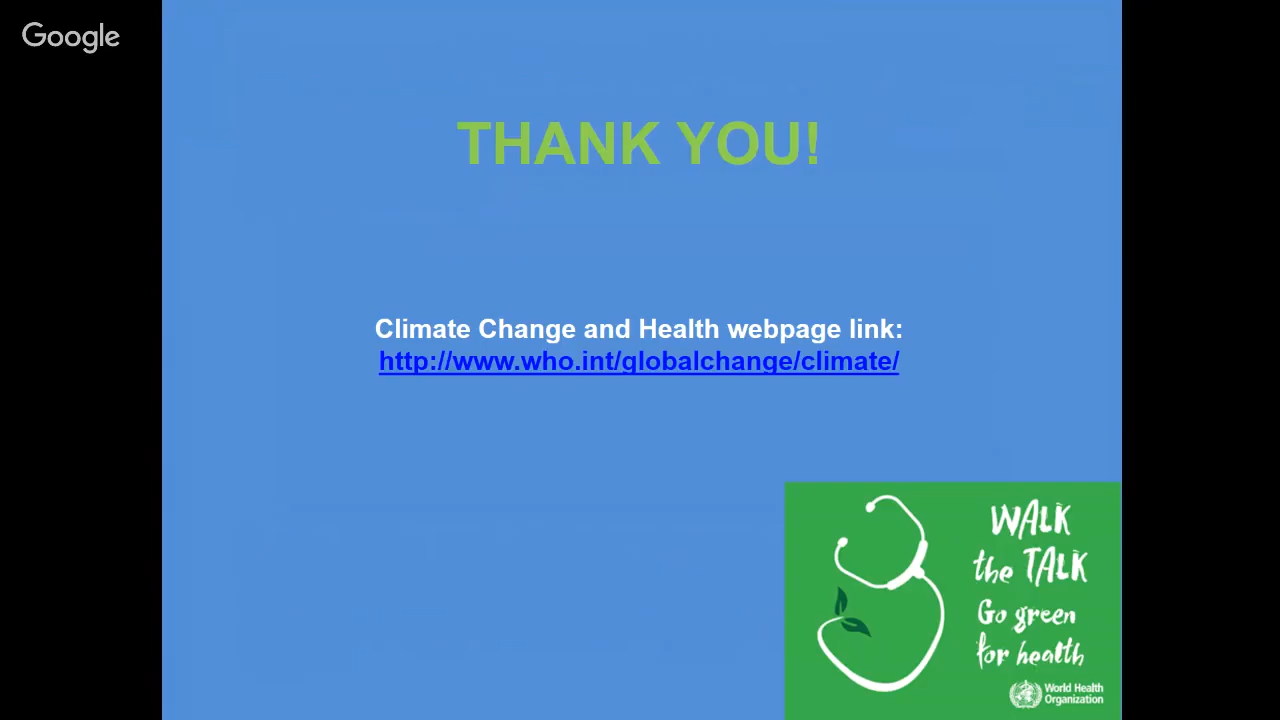 Google
THANK YOU!
Climate Change and Health webpage link:
http://www.who.int/globalchange/climate/
WALK
the TALK
Go green
for health
World Health
Organization